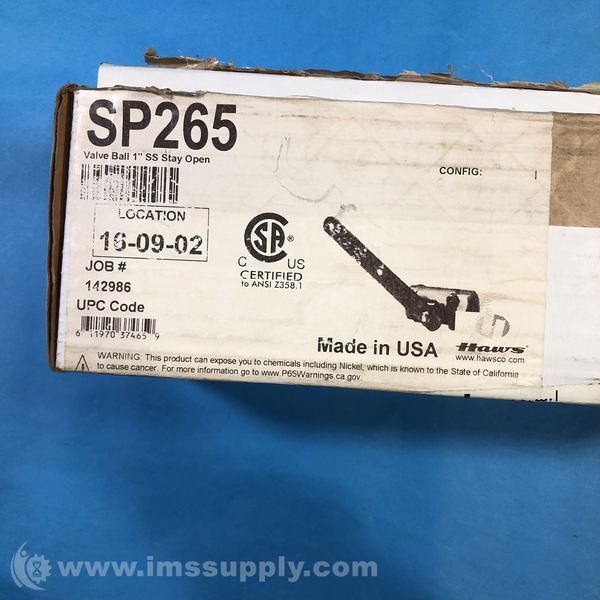 SP265
Valve Ball 1" SS Stay Open
CONFIG:
LOCATION
16-09-02
JOB #
142986
UPC Code
6 11970 37465 9
CSA®
C US
CERTIFIED
to ANSI Z358.1
Made in USA
Haws®
www.hawsco.com
WARNING: This product can expose you to chemicals including Nickel, which is known to the State of California
to cause cancer. For more information go to www.P65Warnings.ca.gov.
www.imssupply.com